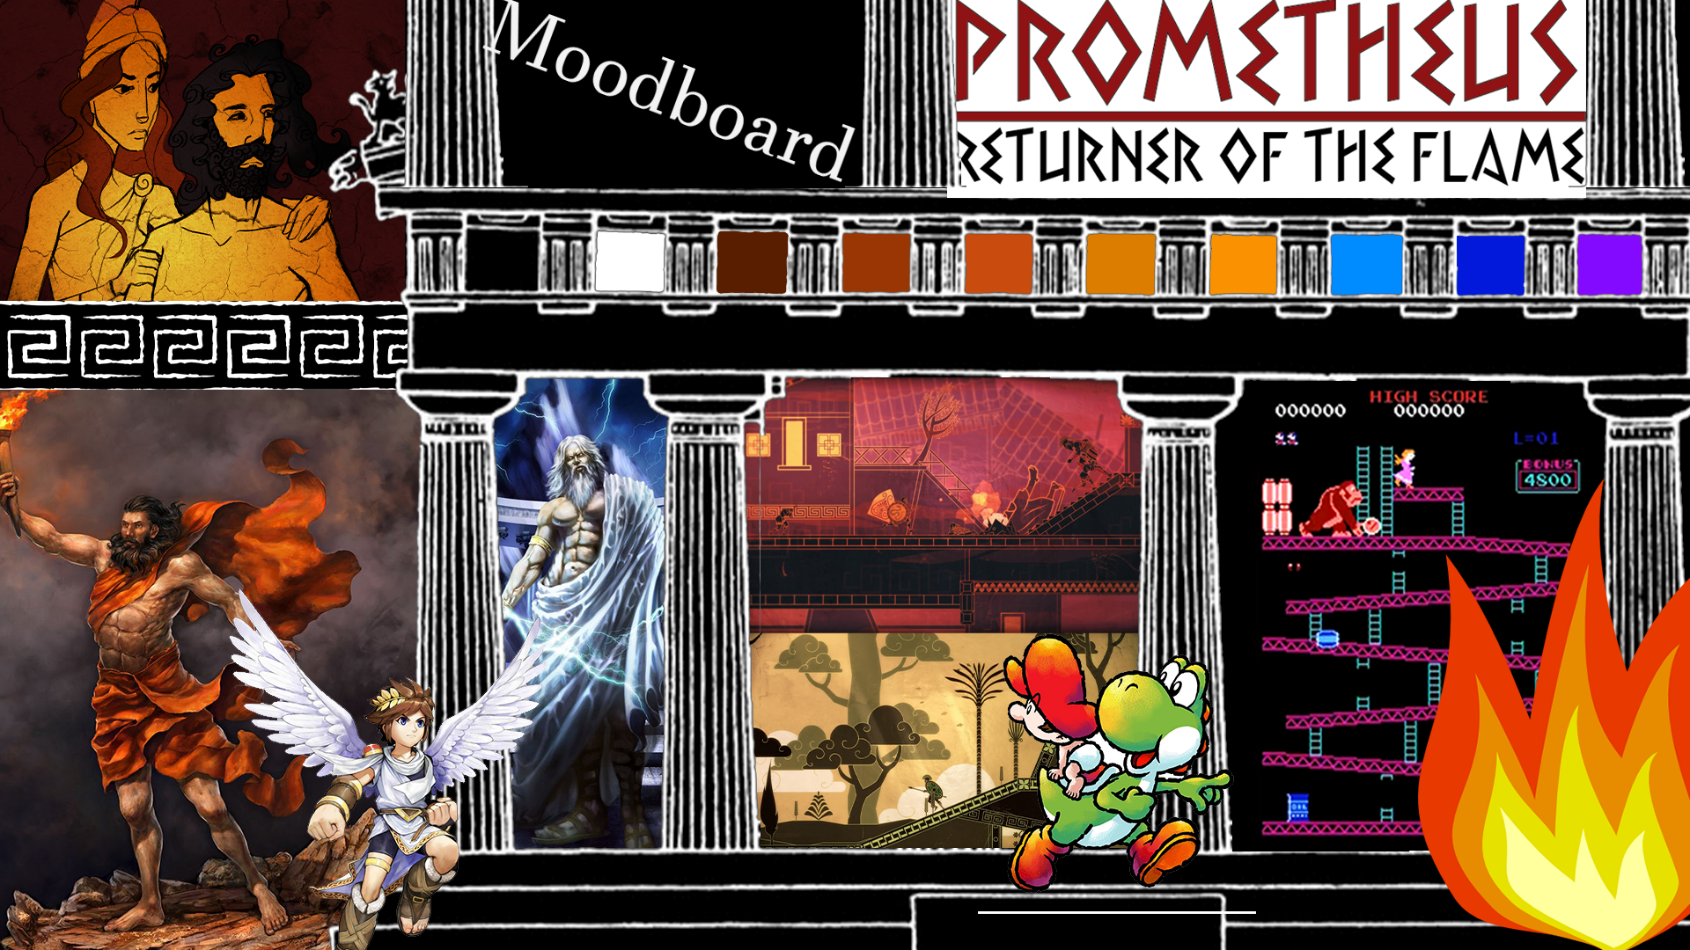 Moodboard
PROMETHEUS
RETURNER OF THE FLAME
HIGH SCORE
000000 000000
L=01
BONUS
4800